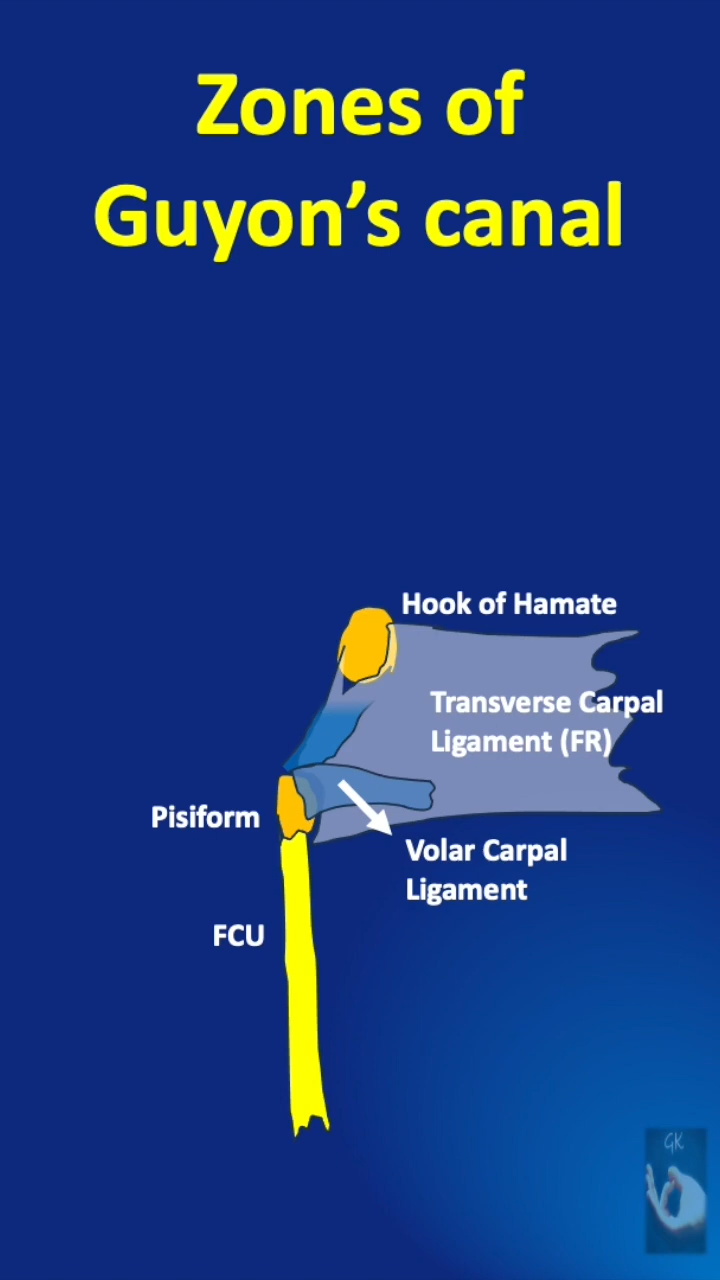 Zones of
Guyon’s canal
Hook of Hamate
Transverse Carpal
Ligament (FR)
Pisiform
Volar Carpal
Ligament
FCU
GK